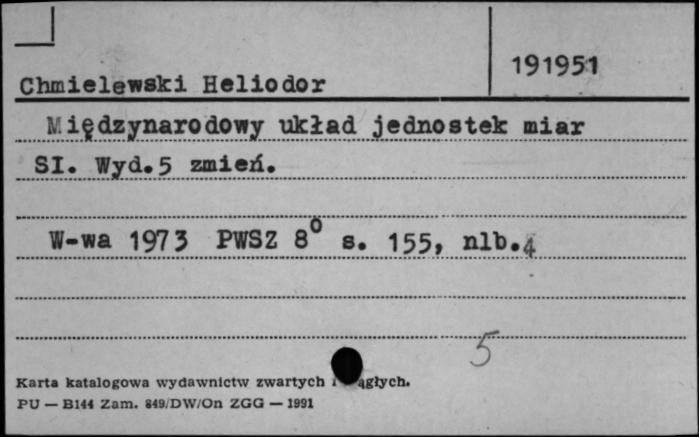 191951
Chmielewski Heliodor
Międzynarodowy układ jednostek miar
SI. Wyd.5 zmień.
W-wa 1973 PWSZ 8° s. 155, nlb.4
5
Karta katalogowa wydawnictw zwartych i
PU — B144 Zam. 849/DW/On ZGG — 1991